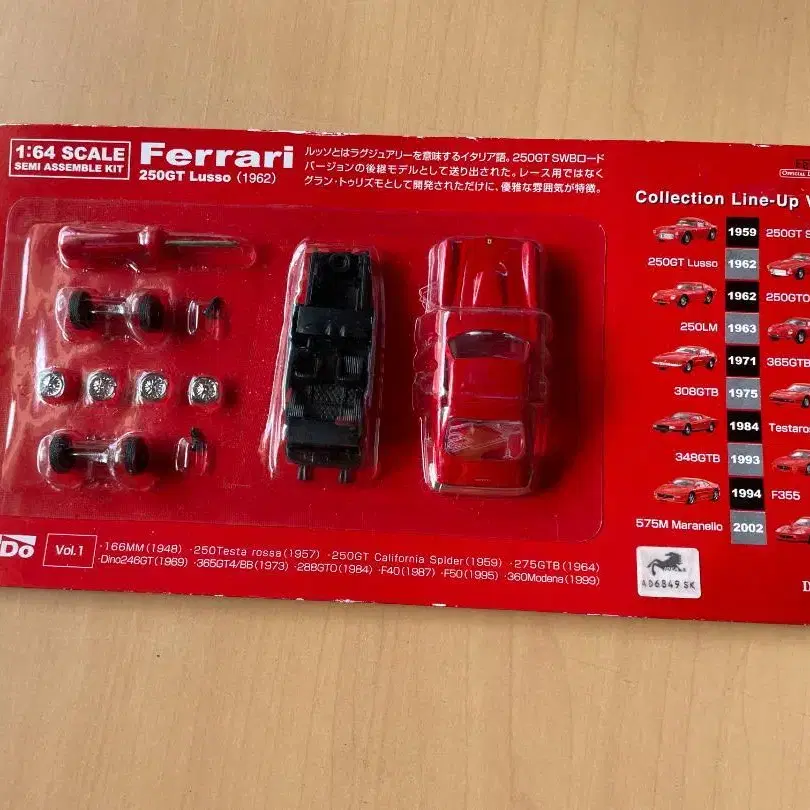 1:64 SCALE
SEMI ASSEMBLE KIT
Ferrari
250GT Lusso (1962)
ルッソとはラグジュアリーを意味するイタリア語。250GT SWBロード
バージョンの後継モデルとして送り出された。レース用ではなく
グラン・トゥリズモとして開発されただけに、優雅な雰囲気が特徴。
Collection Line-Up V
1959 250GT S
250GT Lusso 1962
1962 250GTO
250LM 1963
1971 365GTB
308GTB 1975
1984 Testaros
348GTB 1993
1994 F355
575M Maranello 2002
AD6849 SK
Do
Vol.1
・166MM(1948) ・250Testa rossa(1957) ・250GT California Spider(1959) ・275GTB(1964)
・Dino246GT(1969) ・365GT4/BB(1973) ・288GTO(1984) ・F40(1987) ・F50(1995) ・360Modena(1999)